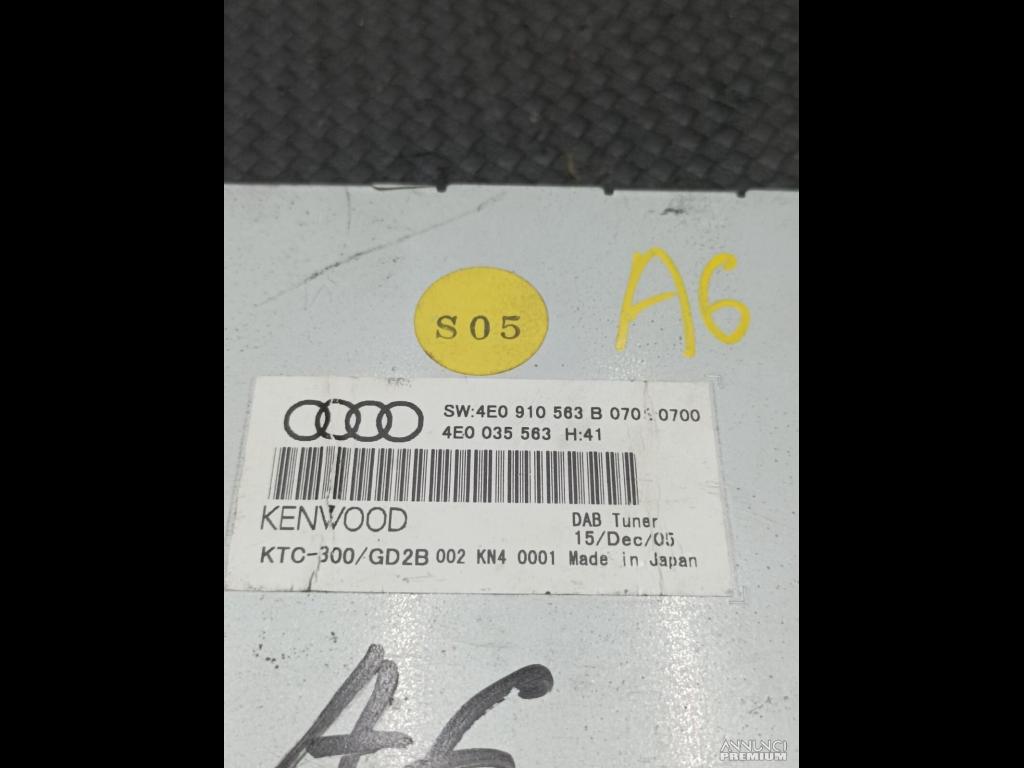 A6
S05
SW:4E0 910 563 B 0700
4E0 035 563 H:41
KENWOOD
DAB Tuner
15/Dec/05
KTC-300/GD2B 002 KN4 0001 Made in Japan
A6
ANNUNCI
PREMIUM